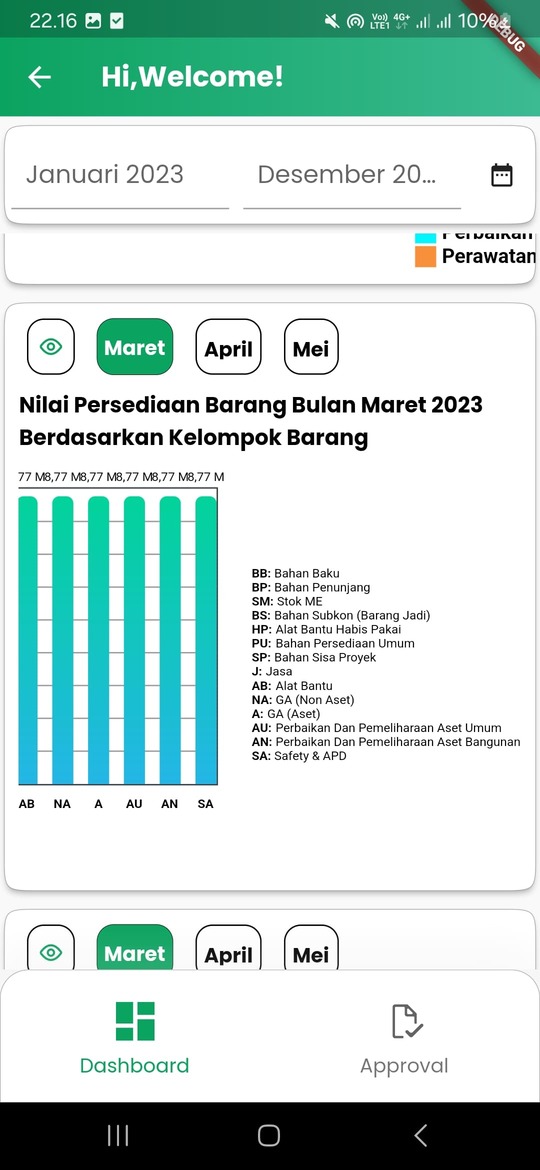 22.16
Vo)) LTE1 4G+ 10%
DEBUG
Hi,Welcome!
Januari 2023 Desember 20...
Perbaikan
Perawatan
Maret April Mei
Nilai Persediaan Barang Bulan Maret 2023
Berdasarkan Kelompok Barang
77 M8,77 M8,77 M8,77 M8,77 M8,77 M
BB: Bahan Baku
BP: Bahan Penunjang
SM: Stok ME
BS: Bahan Subkon (Barang Jadi)
HP: Alat Bantu Habis Pakai
PU: Bahan Persediaan Umum
SP: Bahan Sisa Proyek
J: Jasa
AB: Alat Bantu
NA: GA (Non Aset)
A: GA (Aset)
AU: Perbaikan Dan Pemeliharaan Aset Umum
AN: Perbaikan Dan Pemeliharaan Aset Bangunan
SA: Safety & APD
AB NA A AU AN SA
Maret April Mei
Dashboard Approval